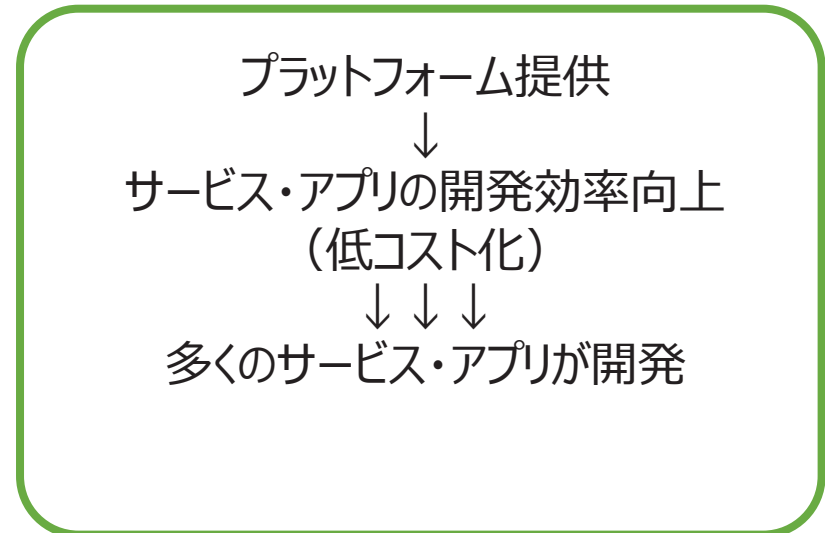 プラットフォーム提供
↓
サービス・アプリの開発効率向上
（低コスト化）
↓↓↓
多くのサービス・アプリが開発